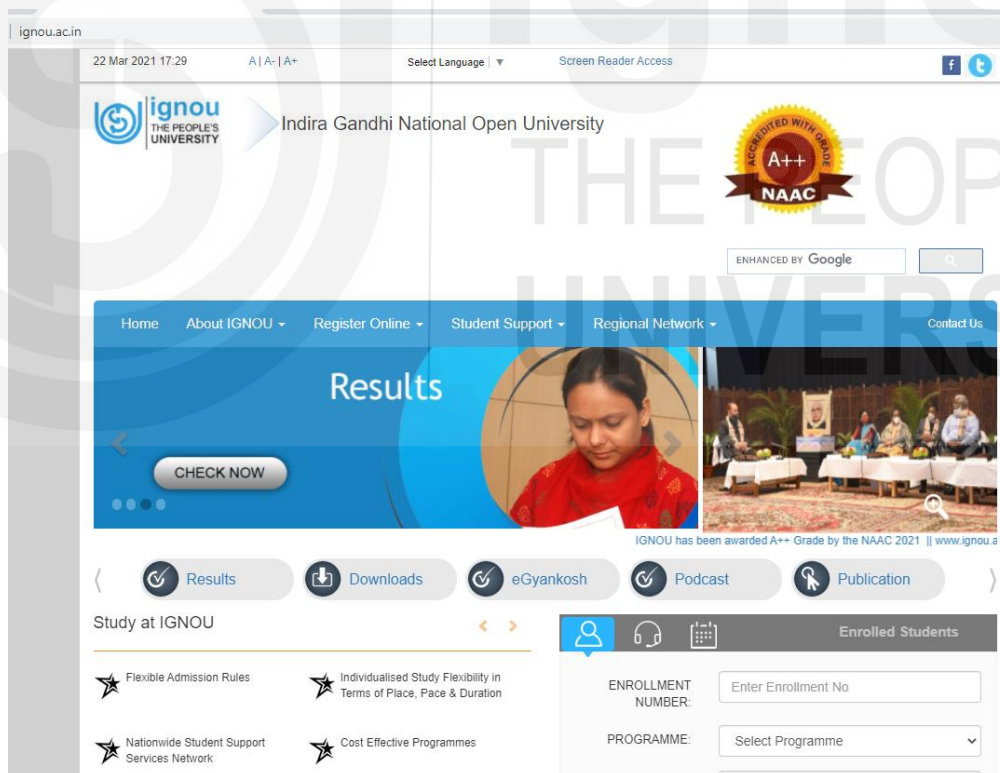 ignou.ac.in
22 Mar 2021 17:29
A | A- | A+
Select Language ▼
Screen Reader Access
ignou
THE PEOPLE'S
UNIVERSITY
Indira Gandhi National Open University
ACCREDITED WITH GRADE
A++
NAAC
THE PEOP
UNIVERS
ENHANCED BY Google
Home About IGNOU Register Online Student Support Regional Network Contact Us
Results
CHECK NOW
IGNOU has been awarded A++ Grade by the NAAC 2021 || www.ignou.a
Results Downloads eGyankosh Podcast Publication
Study at IGNOU
Enrolled Students
Flexible Admission Rules
Individualised Study Flexibility in
Terms of Place, Pace & Duration
Nationwide Student Support
Services Network
Cost Effective Programmes
ENROLLMENT
NUMBER:
Enter Enrollment No
PROGRAMME:
Select Programme